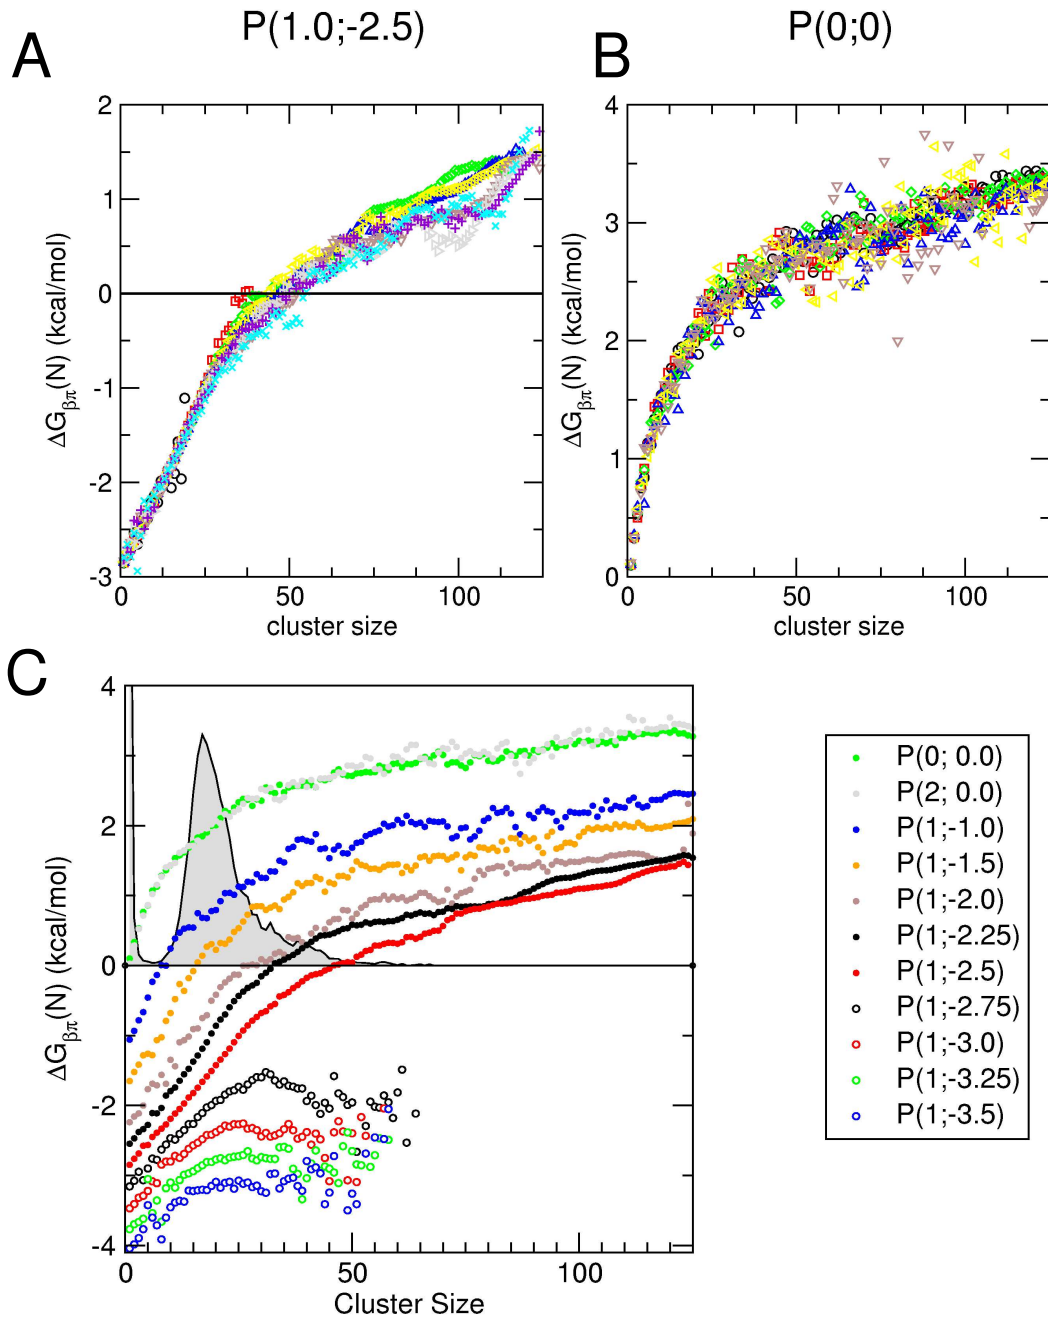 P(1.0;-2.5)
P(0;0)
A
B
2
1
0
-1
-2
-3
ΔG_βπ(N) (kcal/mol)
0
50
100
cluster size
4
3
2
1
0
ΔG_βπ(N) (kcal/mol)
0
50
100
cluster size
C
4
2
0
-2
-4
ΔG_βπ(N) (kcal/mol)
0
50
100
Cluster Size
P(0; 0.0)
P(2; 0.0)
P(1;-1.0)
P(1;-1.5)
P(1;-2.0)
P(1;-2.25)
P(1;-2.5)
P(1;-2.75)
P(1;-3.0)
P(1;-3.25)
P(1;-3.5)